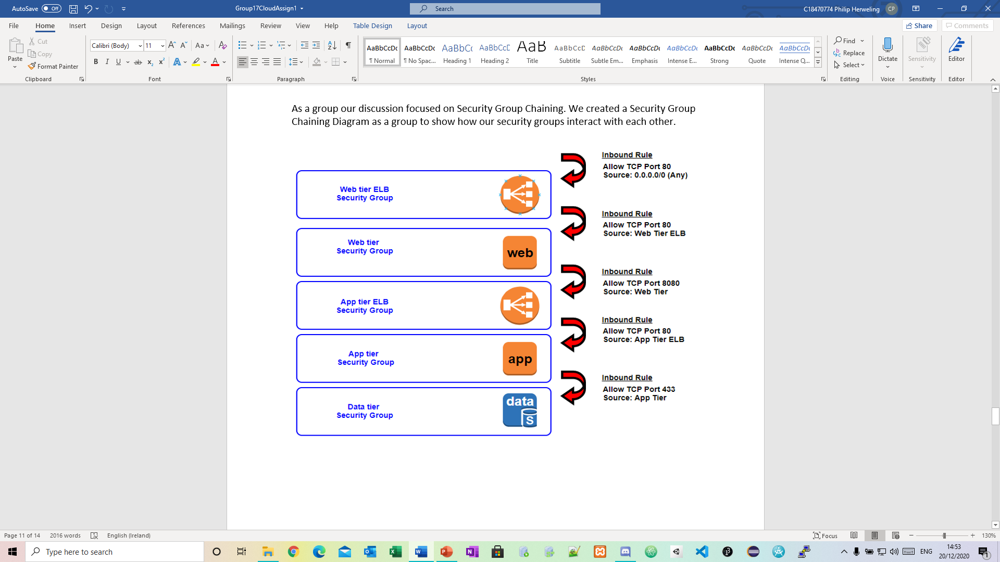 AutoSave Off
Group17CloudAssign1
Search
C18470774 Philip Herweling CP
File Home Insert Design Layout References Mailings Review View Help Table Design Layout
Share Comments
Paste
Cut
Copy
Format Painter
Clipboard
Calibri (Body) 11
Font
Paragraph
AaBbCcDc AaBbCcDc AaBbCc AaBbCcD AaB AaBbCcD AaBbCcDc AaBbCcDc AaBbCcDc AaBbCcDc AaBbCcDc AaBbCcDc
¶ Normal ¶ No Spac... Heading 1 Heading 2 Title Subtitle Subtle Em... Emphasis Intense E... Strong Quote Intense Q...
Styles
Find
Replace
Select
Editing
Dictate
Voice
Sensitivity
Sensitivity
Editor
Editor
As a group our discussion focused on Security Group Chaining. We created a Security Group
Chaining Diagram as a group to show how our security groups interact with each other.
Inbound Rule
Allow TCP Port 80
Source: 0.0.0.0/0 (Any)
Web tier ELB
Security Group
Inbound Rule
Allow TCP Port 80
Source: Web Tier ELB
Web tier
Security Group
web
Inbound Rule
Allow TCP Port 8080
Source: Web Tier
App tier ELB
Security Group
Inbound Rule
Allow TCP Port 80
Source: App Tier ELB
App tier
Security Group
app
Inbound Rule
Allow TCP Port 433
Source: App Tier
Data tier
Security Group
data
S
Page 11 of 14 2016 words English (Ireland)
Focus 130%
Type here to search
ENG
14:53
20/12/2020
1